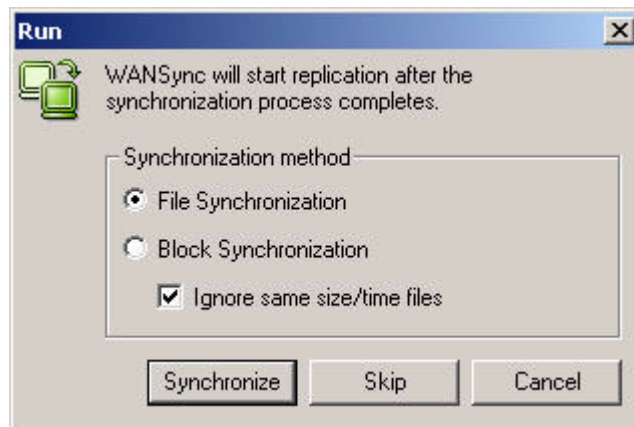 Run
WANSync will start replication after the
synchronization process completes.
Synchronization method
File Synchronization
Block Synchronization
Ignore same size/time files
Synchronize Skip Cancel